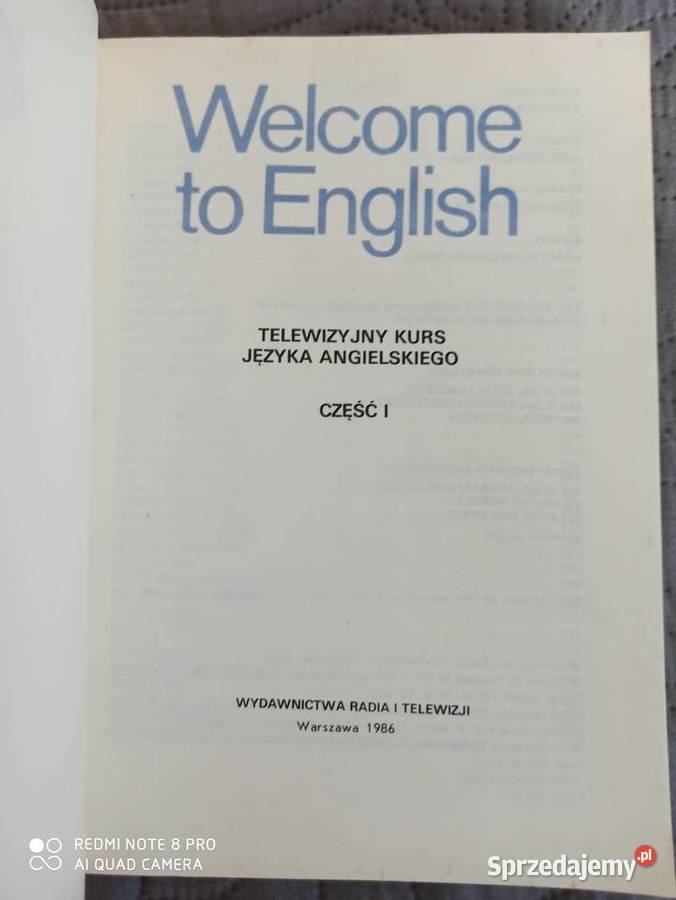 Welcome
to English
TELEWIZYJNY KURS
JĘZYKA ANGIELSKIEGO
CZĘŚĆ I
WYDAWNICTWA RADIA I TELEWIZJI
Warszawa 1986
REDMI NOTE 8 PRO
AI QUAD CAMERA
Sprzedajemy.pl